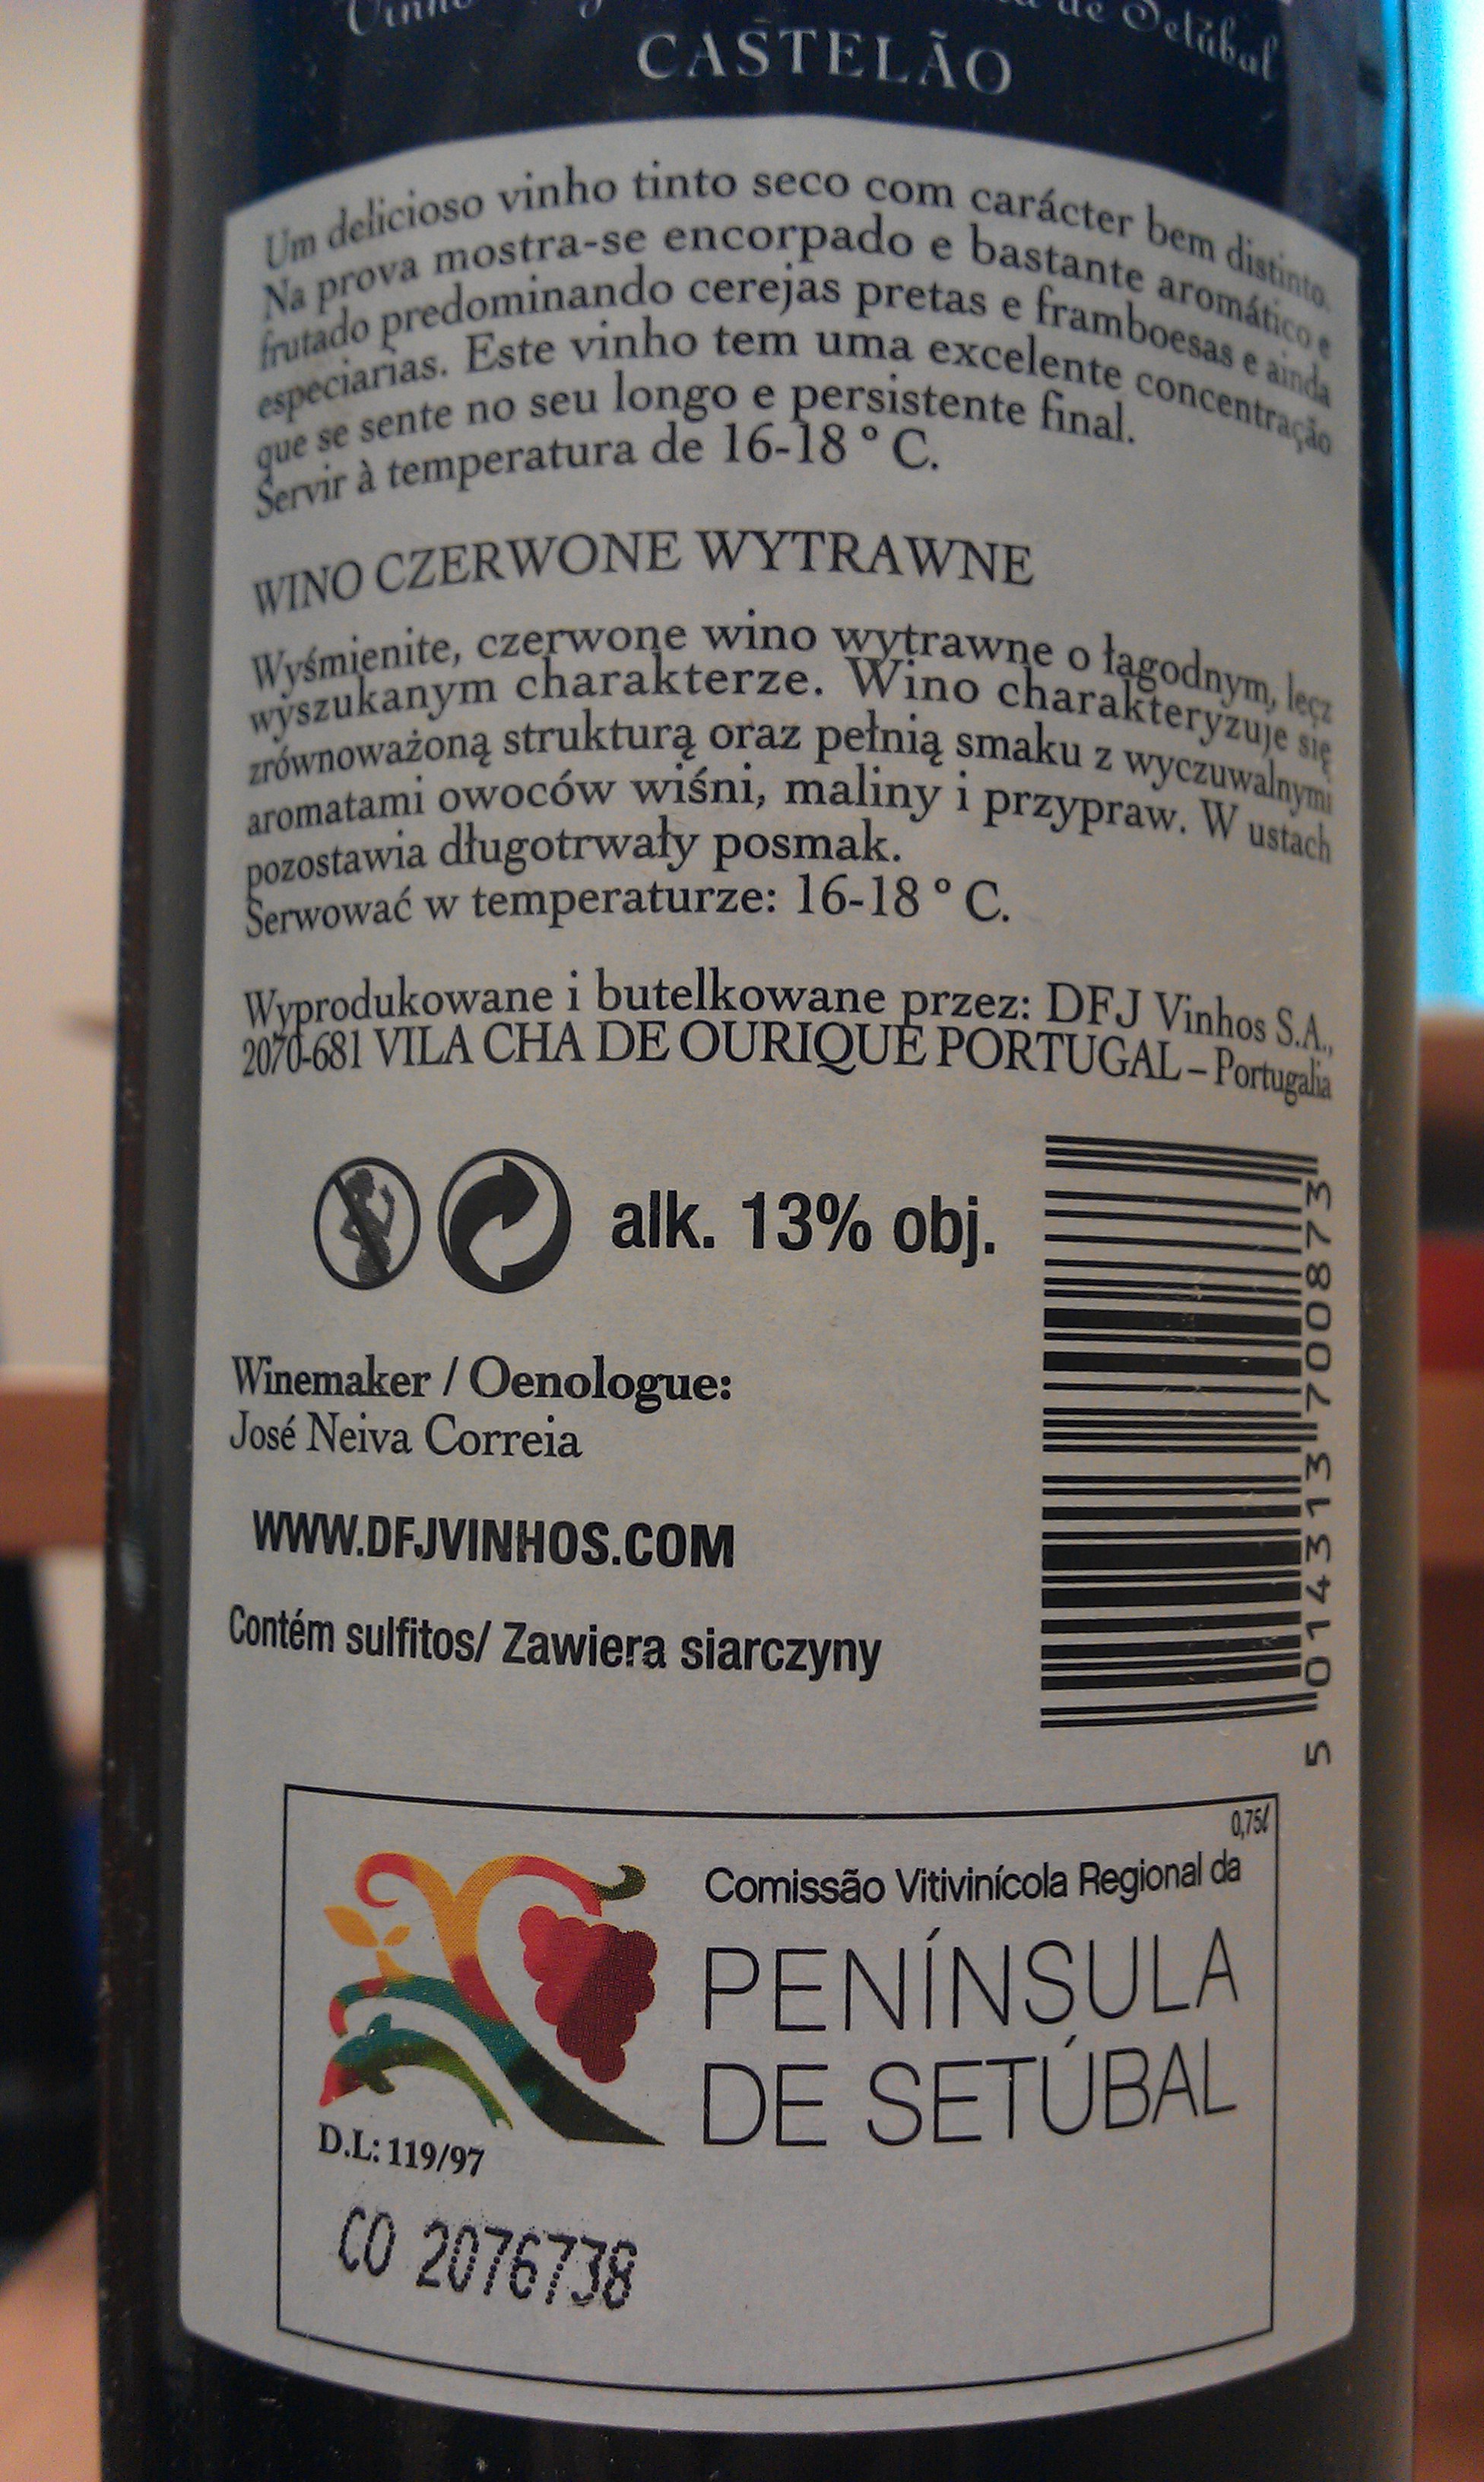 Vinho de Setúbal
CASTELÃO
Um delicioso vinho tinto seco com carácter bem distinto.
Na prova mostra-se encorpado e bastante aromático e
frutado predominando cerejas pretas e framboesas e ainda
especiarias. Este vinho tem uma excelente concentração
que se sente no seu longo e persistente final.
Servir à temperatura de 16-18 ° C.
WINO CZERWONE WYTRAWNE
Wyśmienite, czerwone wino wytrawne o łagodnym, lecz
wyszukanym charakterze. Wino charakteryzuje się
zrównoważoną strukturą oraz pełnią smaku z wyczuwalnymi
aromatami owoców wiśni, maliny i przypraw. W ustach
pozostawia długotrwały posmak.
Serwować w temperaturze: 16-18 ° C.
Wyprodukowane i butelkowane przez: DFJ Vinhos S.A.,
2070-681 VILA CHA DE OURIQUE PORTUGAL – Portugalia
alk. 13% obj.
5 014313 700873
Winemaker / Oenologue:
José Neiva Correia
WWW.DFJVINHOS.COM
Contém sulfitos/ Zawiera siarczyny
0,75ℓ
Comissão Vitivinícola Regional da
PENÍNSULA
DE SETÚBAL
D.L: 119/97
CO 2076738